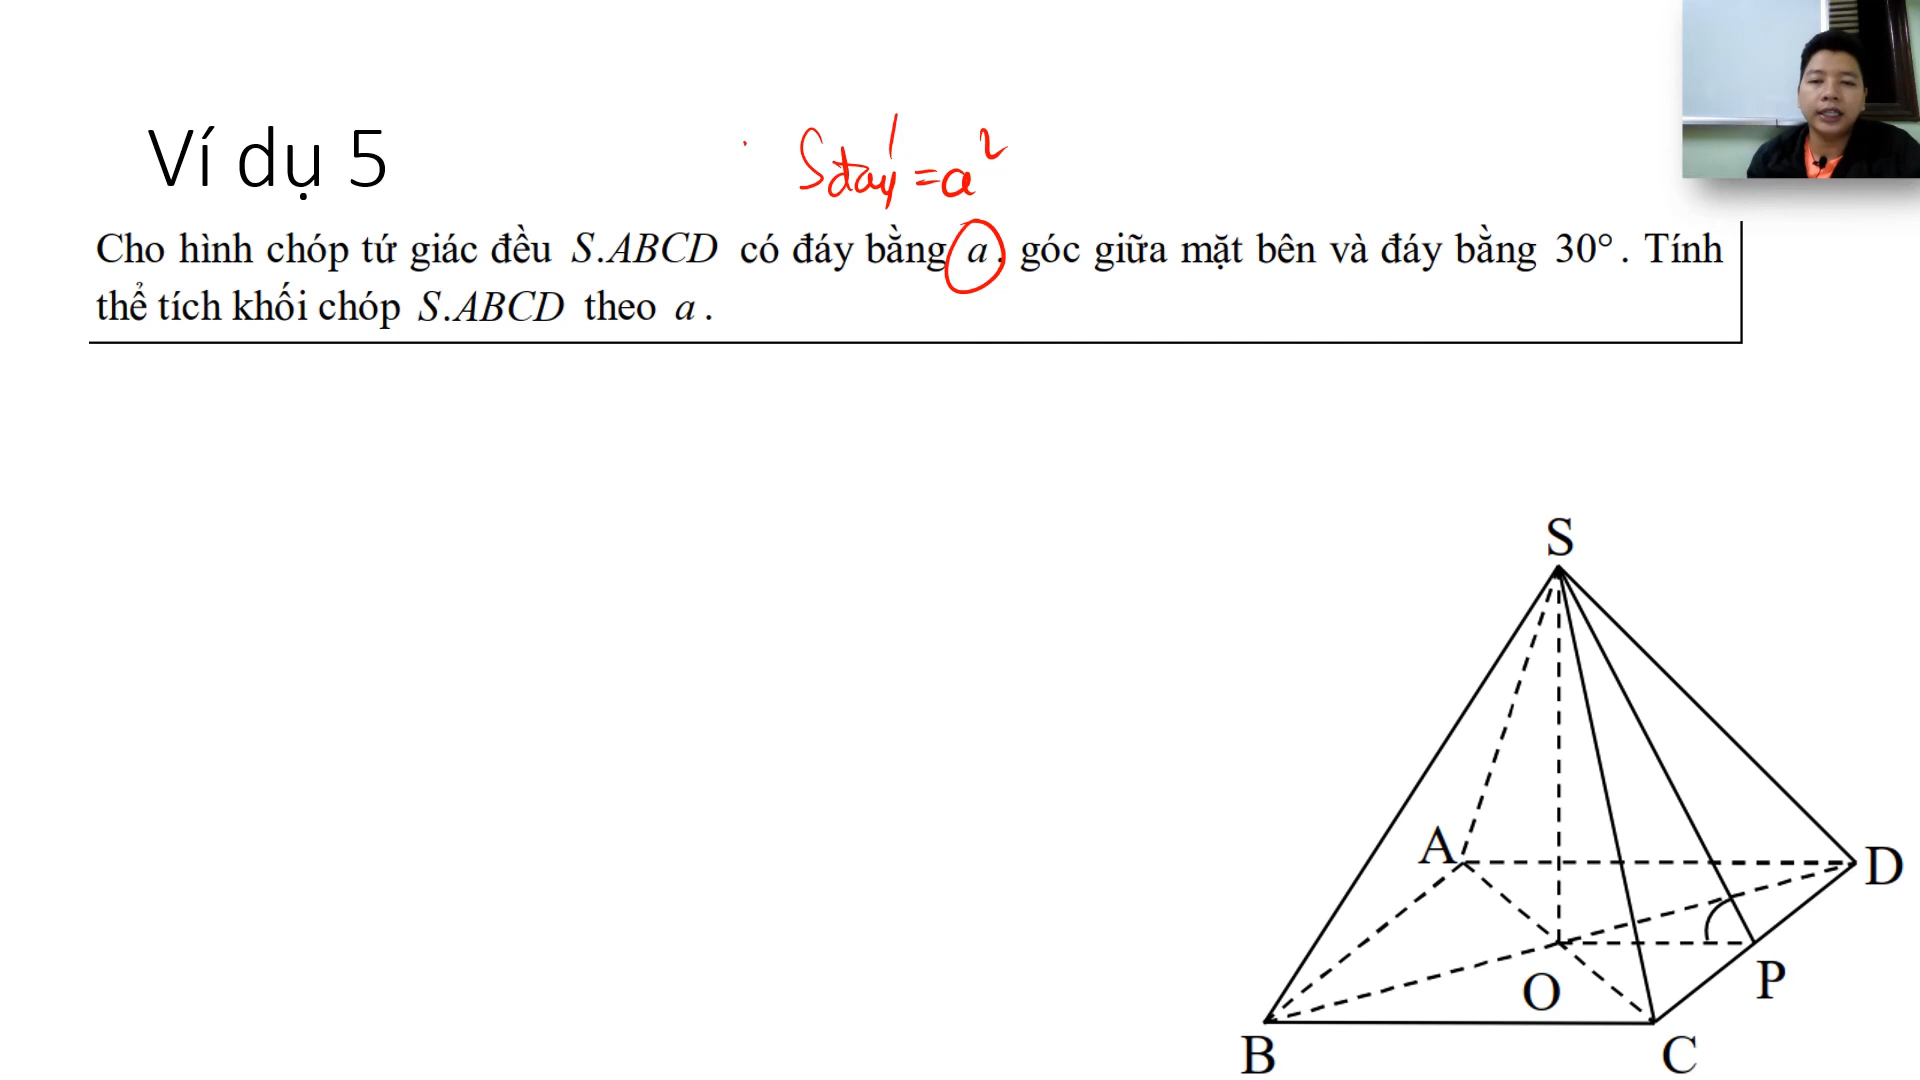 Ví dụ 5
Sđáy = a²
Cho hình chóp tứ giác đều S.ABCD có đáy bằng a, góc giữa mặt bên và đáy bằng 30°. Tính
thể tích khối chóp S.ABCD theo a.
S
A
D
O
P
B
C